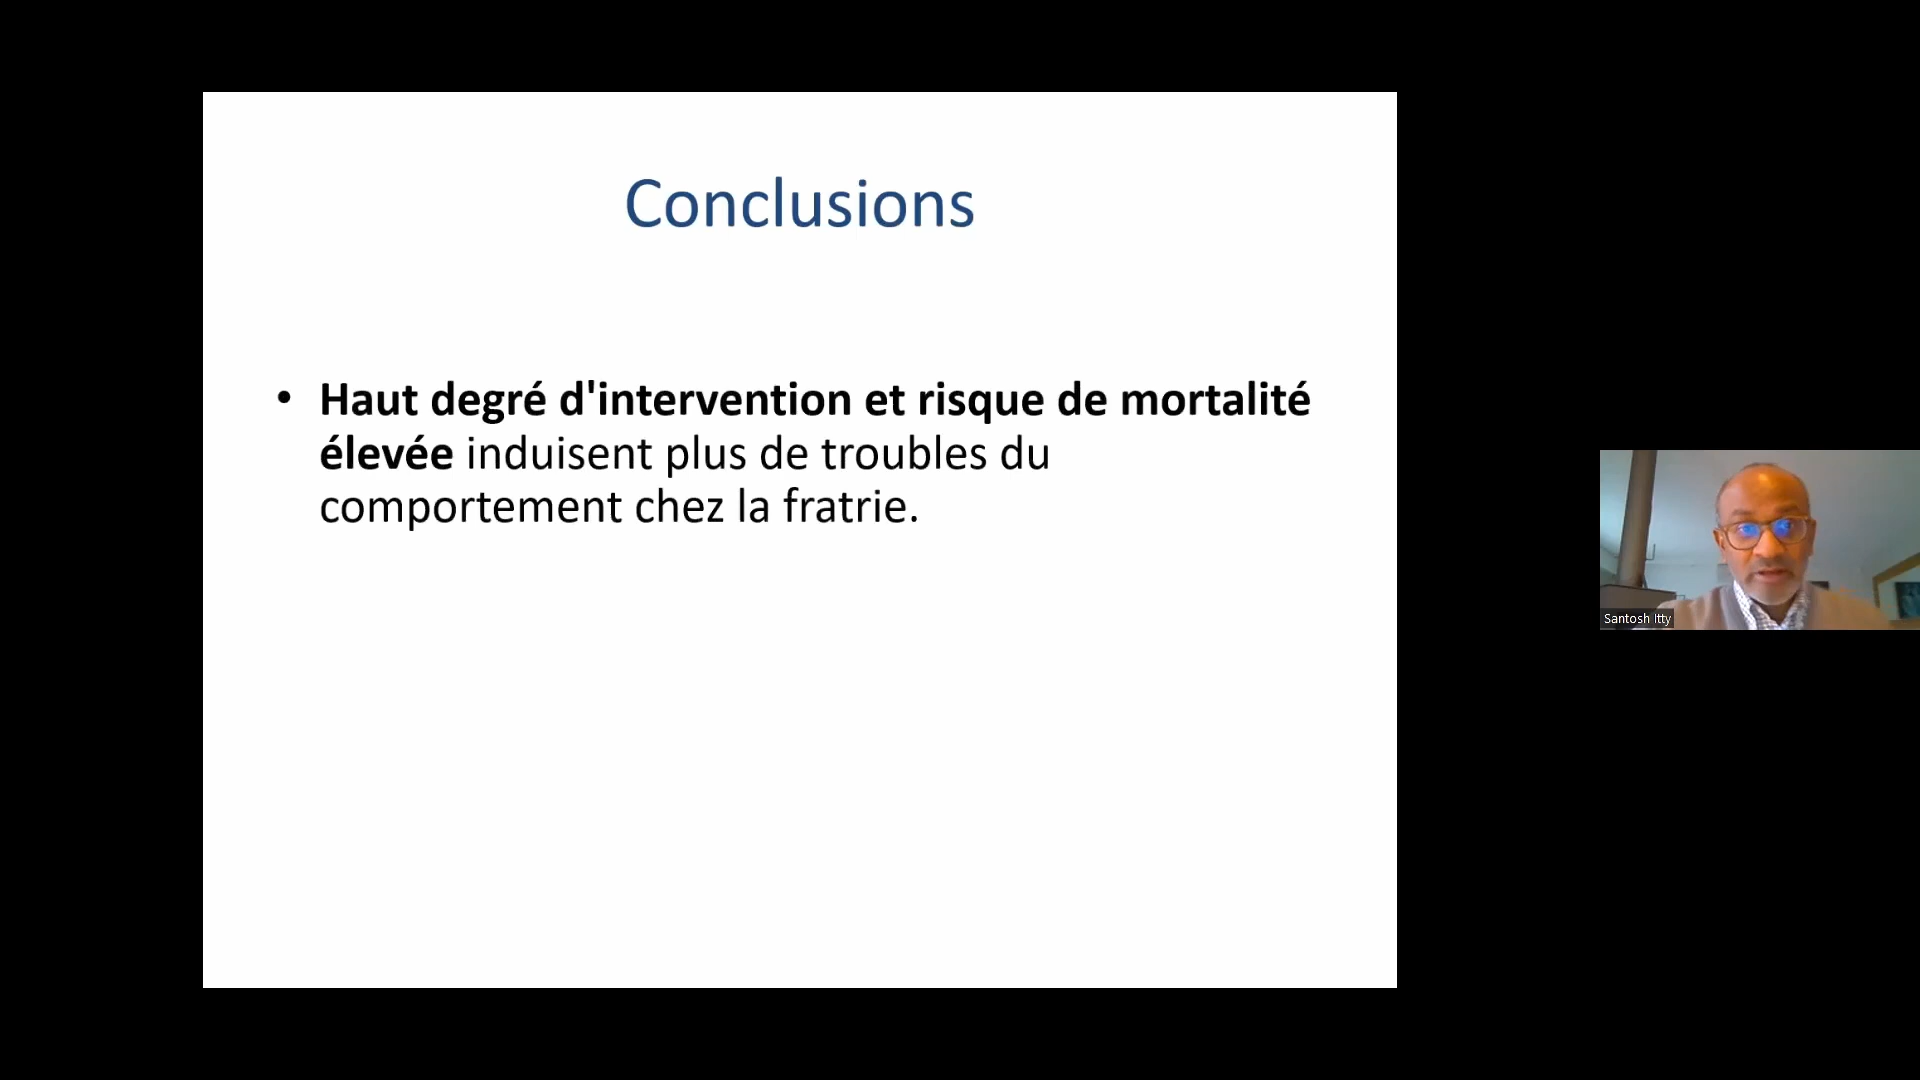 Conclusions
• Haut degré d'intervention et risque de mortalité
élevée induisent plus de troubles du
comportement chez la fratrie.
Santosh Itty